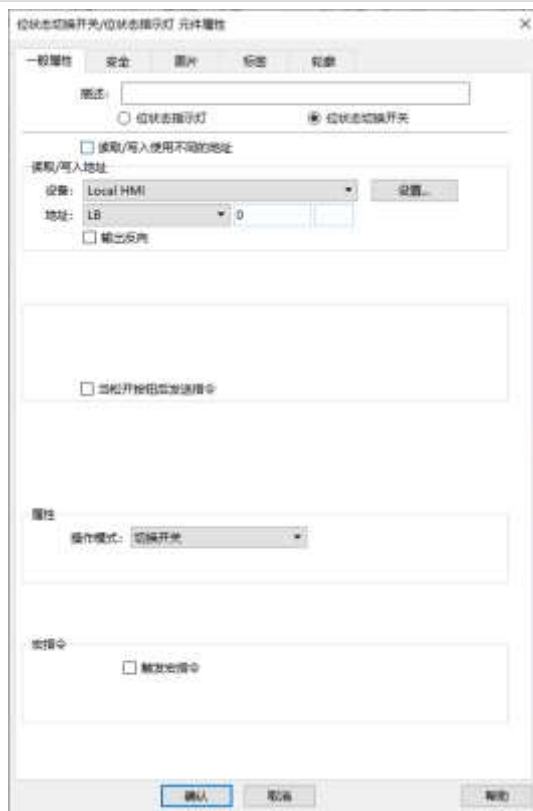 位状态切换开关/位状态指示灯 元件属性
一般属性 安全 图片 标签 轮廓
描述:
位状态指示灯 位状态切换开关
读取/写入使用不同的地址
读取/写入地址
设备: Local HMI 设置...
地址: LB 0
输出反向
当松开按钮后发送指令
属性
操作模式: 切换开关
宏指令
触发宏指令
确认 取消 帮助